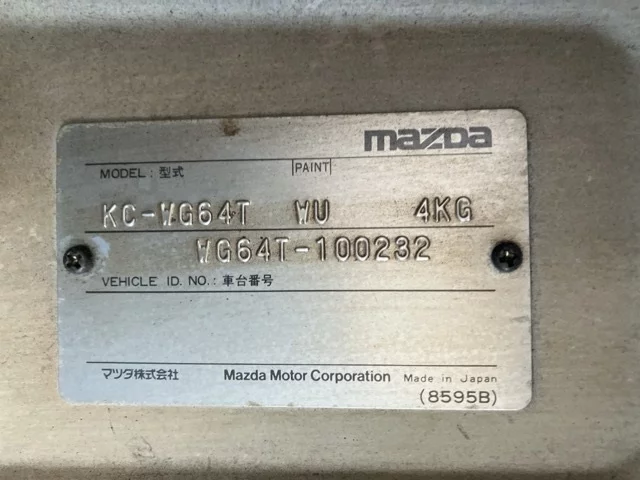 mazda
MODEL : 型式 PAINT
KC-WG64T WU 4KG
WG64T-100232
VEHICLE ID. NO. : 車台番号
マツダ株式会社 Mazda Motor Corporation Made in Japan
(8595B)